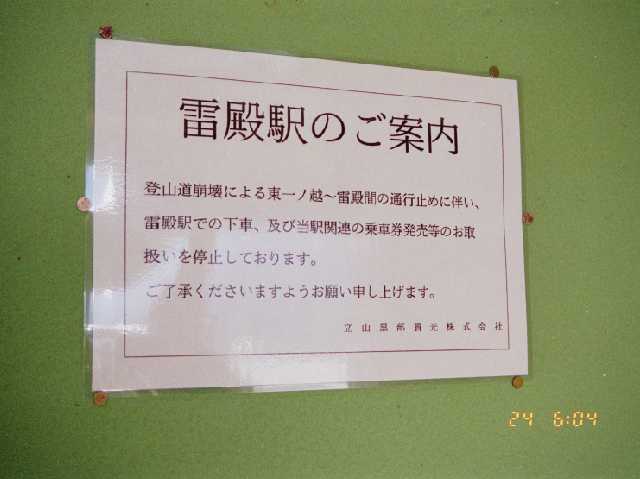 雷殿駅のご案内
登山道崩壊による東一ノ越～雷殿間の通行止めに伴い、
雷殿駅での下車、及び当駅関連の乗車券発売等のお取
扱いを停止しております。
ご了承くださいますようお願い申し上げます。
立山黒部貫光株式会社
24 6:04